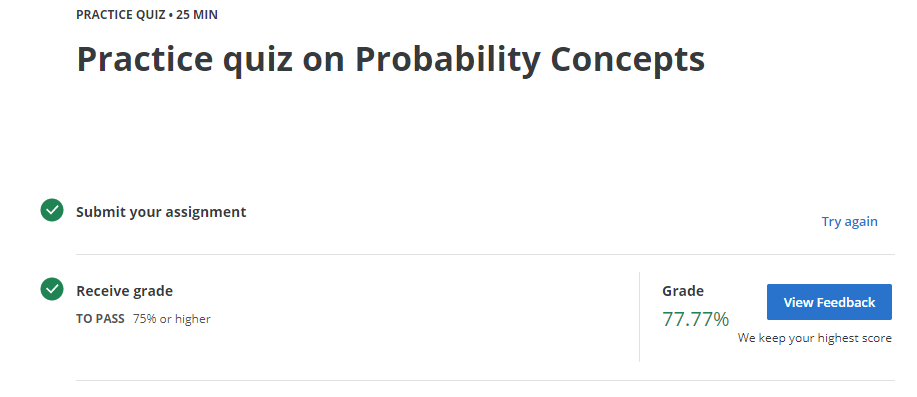 PRACTICE QUIZ • 25 MIN
Practice quiz on Probability Concepts
Submit your assignment
Try again
Receive grade
TO PASS 75% or higher
Grade
77.77%
View Feedback
We keep your highest score